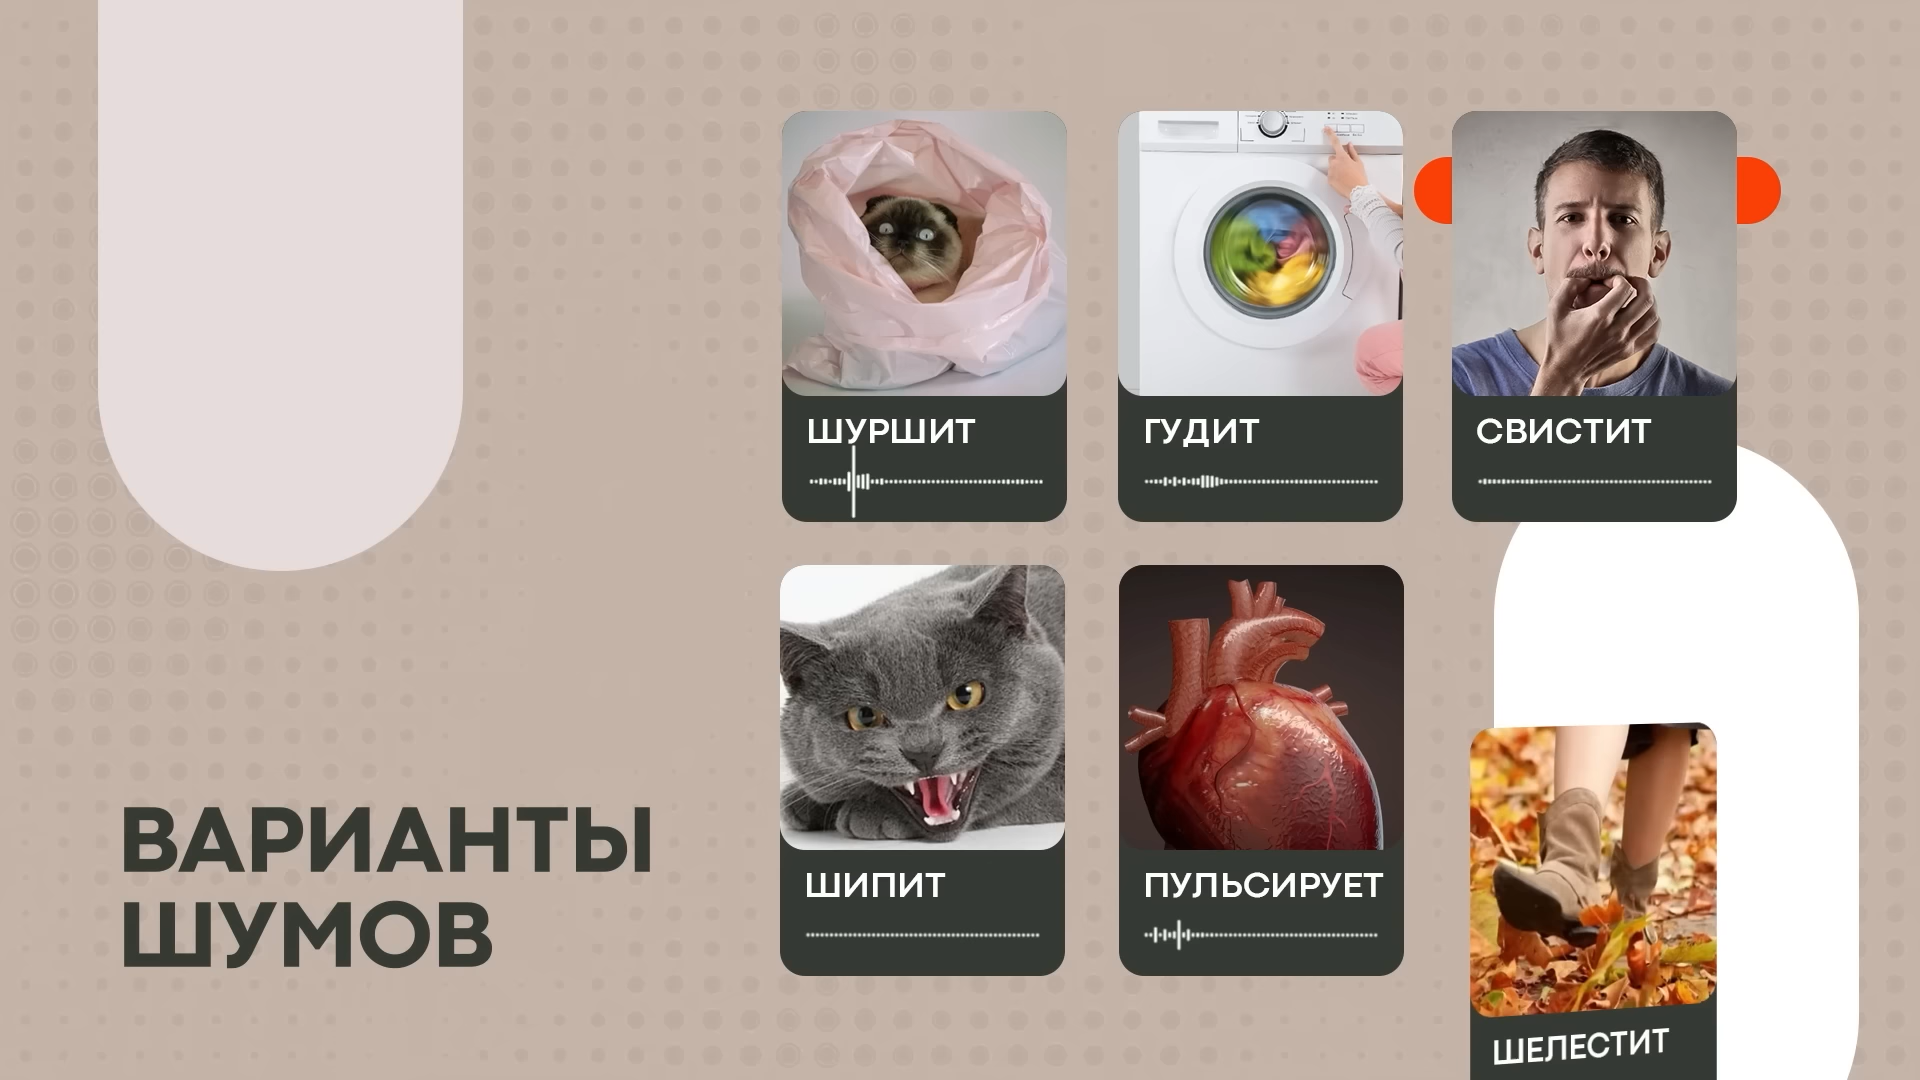 ШУРШИТ
ГУДИТ
СВИСТИТ
ШИПИТ
ПУЛЬСИРУЕТ
ШЕЛЕСТИТ
ВАРИАНТЫ
ШУМОВ